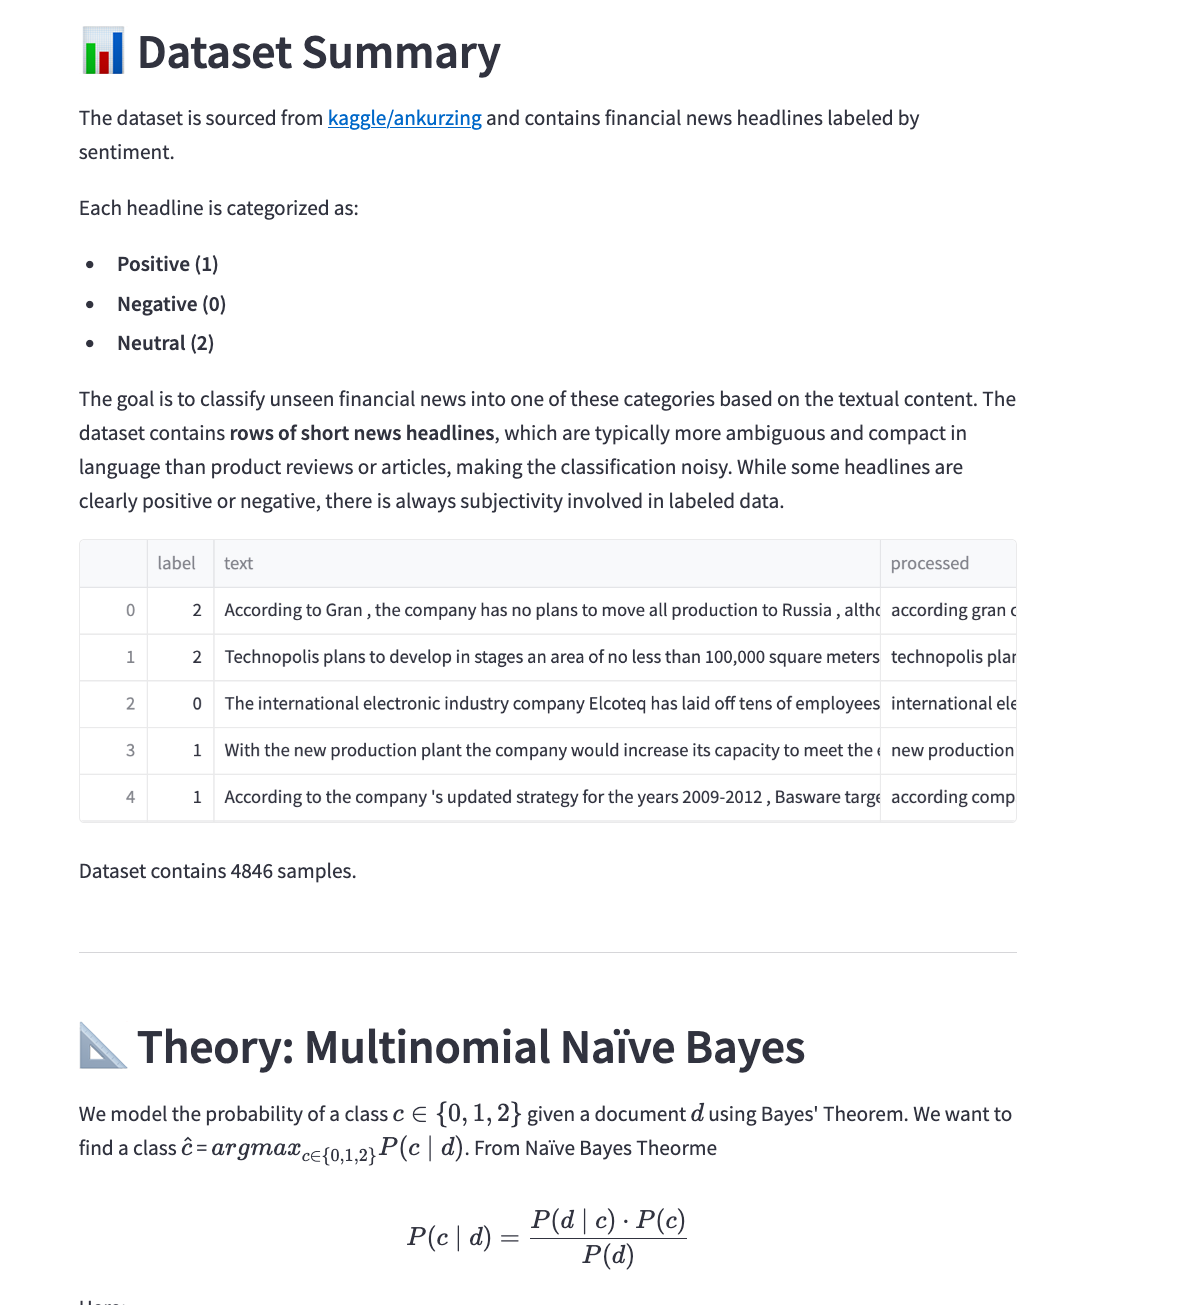 📊 Dataset Summary
The dataset is sourced from kaggle/ankurzing and contains financial news headlines labeled by
sentiment.
Each headline is categorized as:
• Positive (1)
• Negative (0)
• Neutral (2)
The goal is to classify unseen financial news into one of these categories based on the textual content. The
dataset contains rows of short news headlines, which are typically more ambiguous and compact in
language than product reviews or articles, making the classification noisy. While some headlines are
clearly positive or negative, there is always subjectivity involved in labeled data.
label text processed
0 2 According to Gran , the company has no plans to move all production to Russia , altho according gran c
1 2 Technopolis plans to develop in stages an area of no less than 100,000 square meters technopolis plan
2 0 The international electronic industry company Elcoteq has laid off tens of employees international ele
3 1 With the new production plant the company would increase its capacity to meet the e new production
4 1 According to the company 's updated strategy for the years 2009-2012 , Basware targe according comp
Dataset contains 4846 samples.
📐 Theory: Multinomial Naïve Bayes
We model the probability of a class c ∈ {0, 1, 2} given a document d using Bayes' Theorem. We want to
find a class ĉ = argmax_{c∈{0,1,2}} P(c | d). From Naïve Bayes Theorme
P(c | d) = P(d | c) · P(c) / P(d)